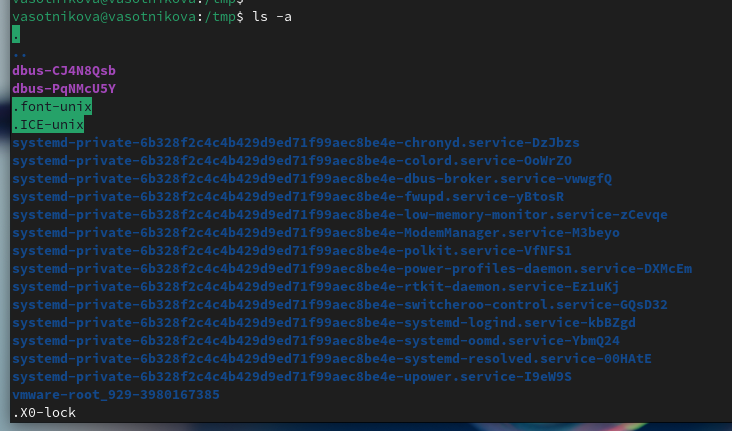 vasotnikova@vasotnikova:/tmp$
vasotnikova@vasotnikova:/tmp$ ls -a
.
..
dbus-CJ4N8Qsb
dbus-PqNMcU5Y
.font-unix
.ICE-unix
systemd-private-6b328f2c4c4b429d9ed71f99aec8be4e-chronyd.service-DzJbzs
systemd-private-6b328f2c4c4b429d9ed71f99aec8be4e-colord.service-OoWrZO
systemd-private-6b328f2c4c4b429d9ed71f99aec8be4e-dbus-broker.service-vwwgfQ
systemd-private-6b328f2c4c4b429d9ed71f99aec8be4e-fwupd.service-yBtosR
systemd-private-6b328f2c4c4b429d9ed71f99aec8be4e-low-memory-monitor.service-zCevqe
systemd-private-6b328f2c4c4b429d9ed71f99aec8be4e-ModemManager.service-M3beyo
systemd-private-6b328f2c4c4b429d9ed71f99aec8be4e-polkit.service-VfNFS1
systemd-private-6b328f2c4c4b429d9ed71f99aec8be4e-power-profiles-daemon.service-DXMcEm
systemd-private-6b328f2c4c4b429d9ed71f99aec8be4e-rtkit-daemon.service-Ez1uKj
systemd-private-6b328f2c4c4b429d9ed71f99aec8be4e-switcheroo-control.service-GQsD32
systemd-private-6b328f2c4c4b429d9ed71f99aec8be4e-systemd-logind.service-kbBZgd
systemd-private-6b328f2c4c4b429d9ed71f99aec8be4e-systemd-oomd.service-YbmQ24
systemd-private-6b328f2c4c4b429d9ed71f99aec8be4e-systemd-resolved.service-00HAtE
systemd-private-6b328f2c4c4b429d9ed71f99aec8be4e-upower.service-I9eW9S
vmware-root_929-3980167385
.X0-lock